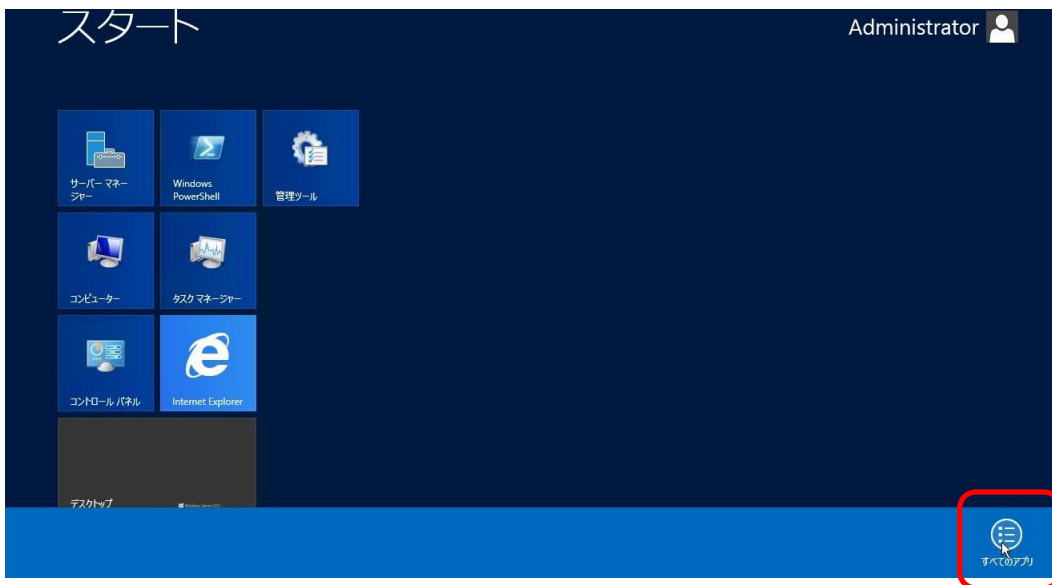 スタート
Administrator
サーバー マネー
ジャー
Windows
PowerShell
管理ツール
コンピューター
タスク マネージャー
コントロール パネル
Internet Explorer
デスクトップ
すべてのアプリ